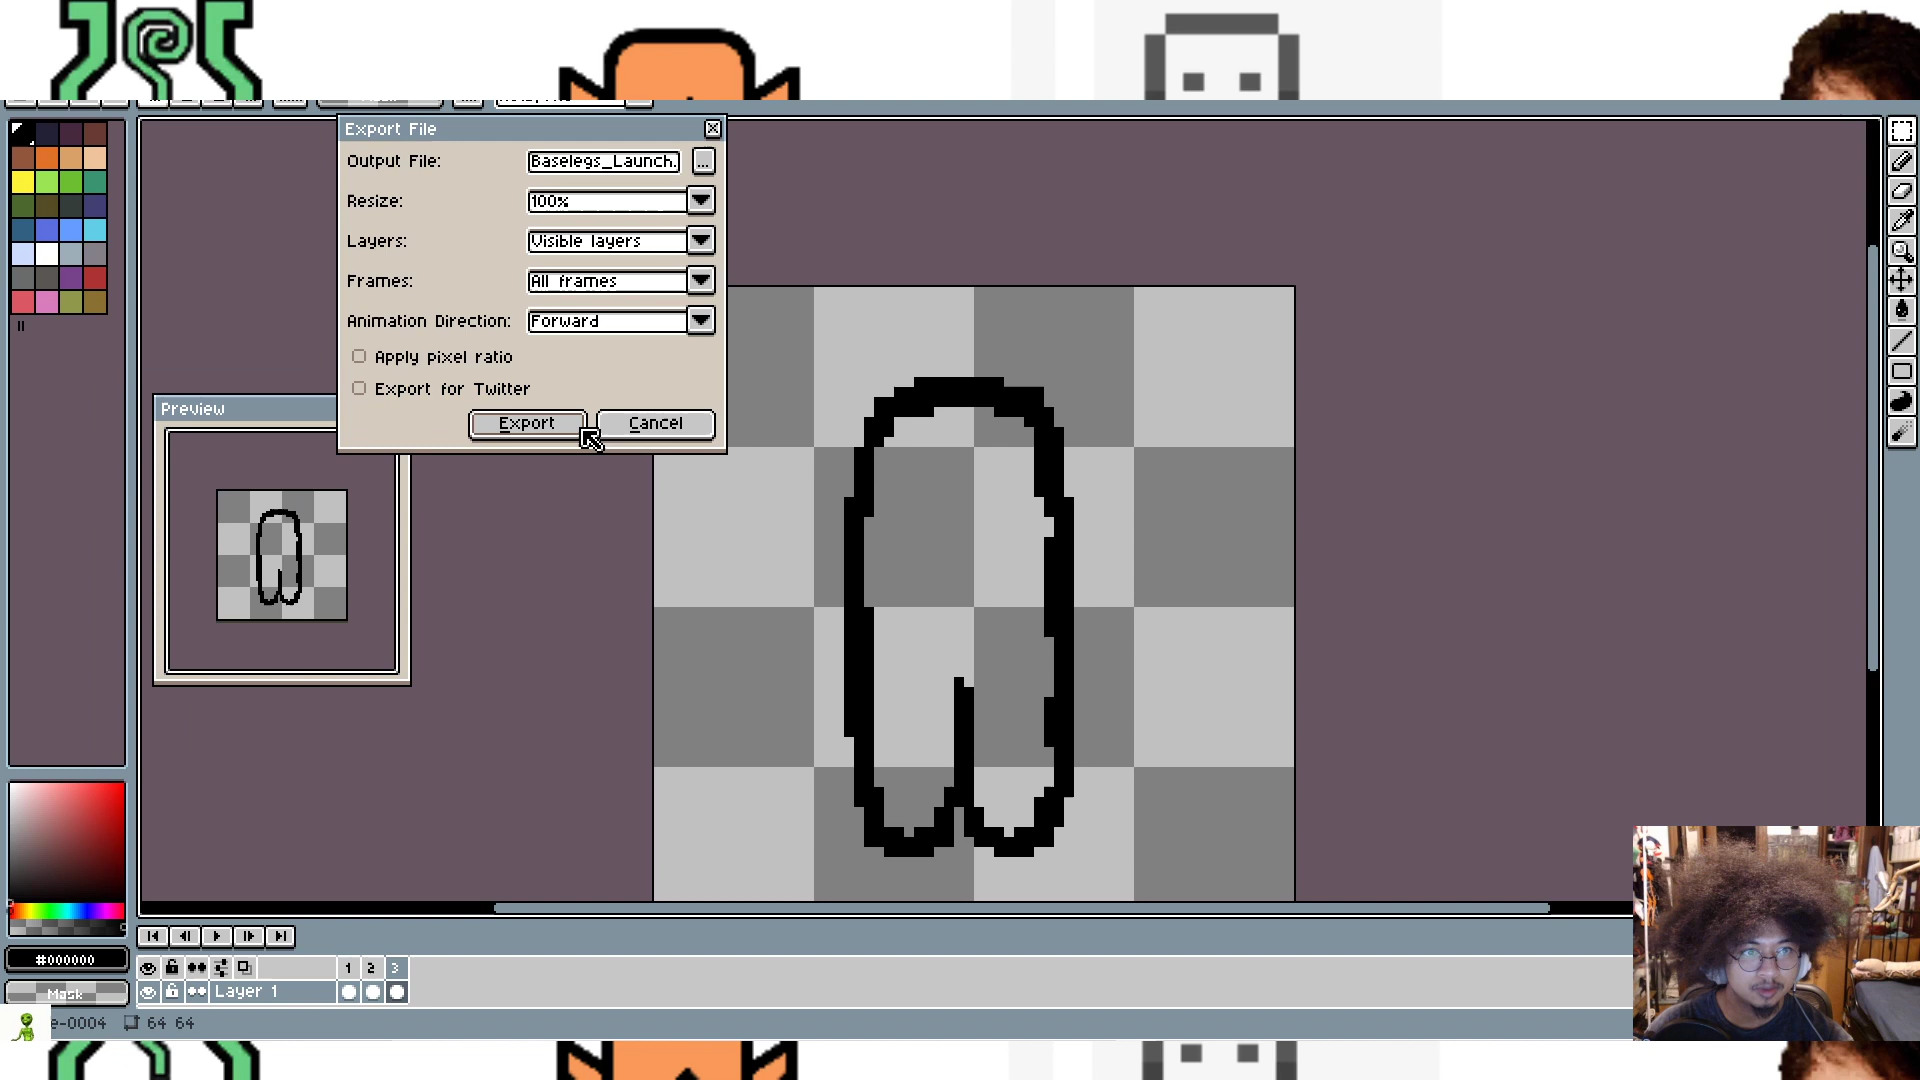 Export File
Output File: Baselegs_Launch. ...
Resize: 100%
Layers: Visible layers
Frames: All frames
Animation Direction: Forward
Apply pixel ratio
Export for Twitter
Export Cancel
Preview
#000000
Mask
1 2 3
Layer 1
e-0004 64 64